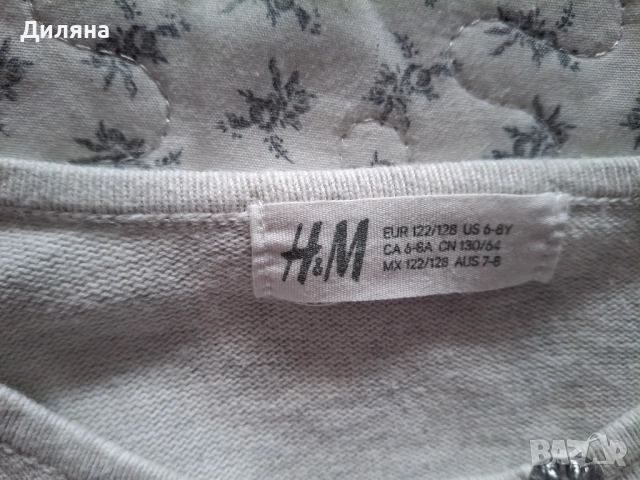 Диляна
H&M
EUR 122/128 US 6-8Y
CA 6-8A CN 130/64
MX 122/128 AUS 7-8
BAZAR